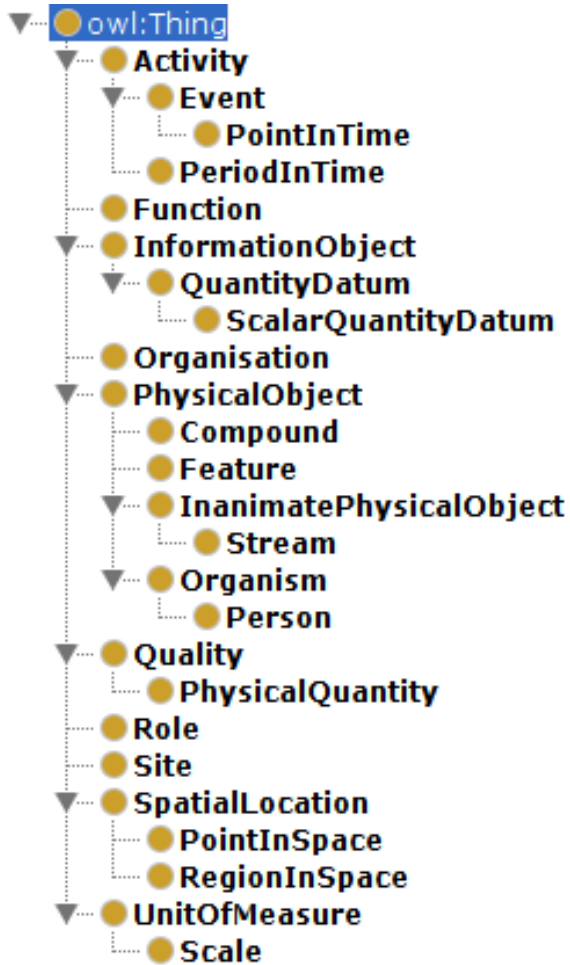 owl:Thing
Activity
Event
PointInTime
PeriodInTime
Function
InformationObject
QuantityDatum
ScalarQuantityDatum
Organisation
PhysicalObject
Compound
Feature
InanimatePhysicalObject
Stream
Organism
Person
Quality
PhysicalQuantity
Role
Site
SpatialLocation
PointInSpace
RegionInSpace
UnitOfMeasure
Scale